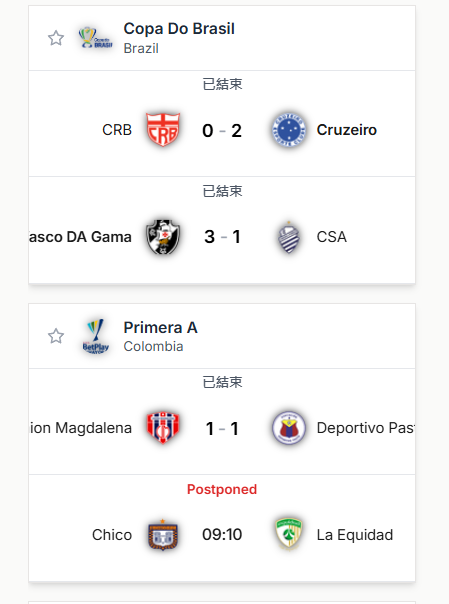 Copa Do Brasil
Brazil
已結束
CRB 0 - 2 Cruzeiro
已結束
asco DA Gama 3 - 1 CSA
Primera A
Colombia
已結束
ion Magdalena 1 - 1 Deportivo Past
Postponed
Chico 09:10 La Equidad